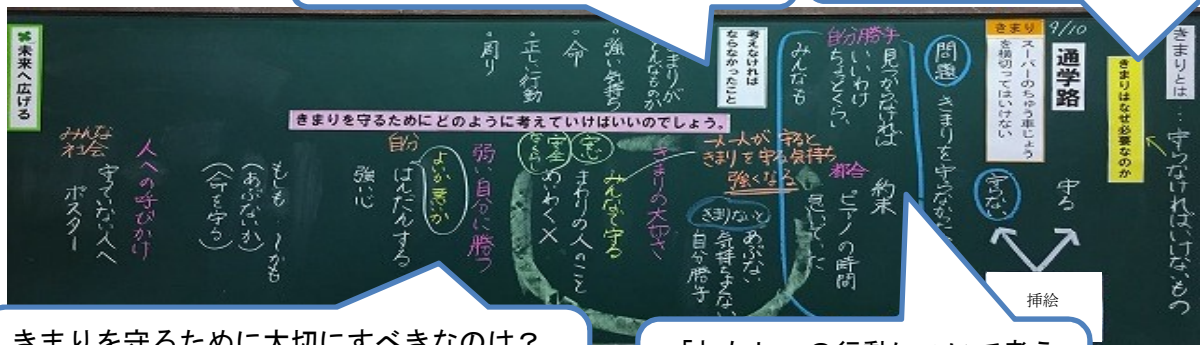 きまりとは…守らなければいけないもの
きまりはなぜ必要なのか
9/10
通学路
守る
守らない
挿絵
きまり
スーパーのちゅう車じょう
を横切ってはいけない
問題
きまりを守らなかった
自分勝手
見つからなければ
いいわけ
ちょっとくらい
みんなも
約束
都合
ピアノの時間
急いでいた
考えなければ
ならなかったこと
きまりが
どんなものか
・強い気持ち
・命
・正しい行動
・周り
きまりを守るためにどのように考えていけばいいのでしょう。
一人一人が守ると
きまりを守る気持ち
強くなる
きまりないと
あぶない
気持ちよくない
自分勝手
きまりの大切さ
みんなで守る
まわりの人のこと
めいわく×
安心
安全
弱い自分に勝つ
よいか悪いか
自分
はんだんする
強い心
もしも〜かも
(あぶないか)
(命を守る)
人への呼びかけ
みんな
社会
守っていない人へ
ポスター
未来へ広げる
きまりを守るために大切にすべきなのは?